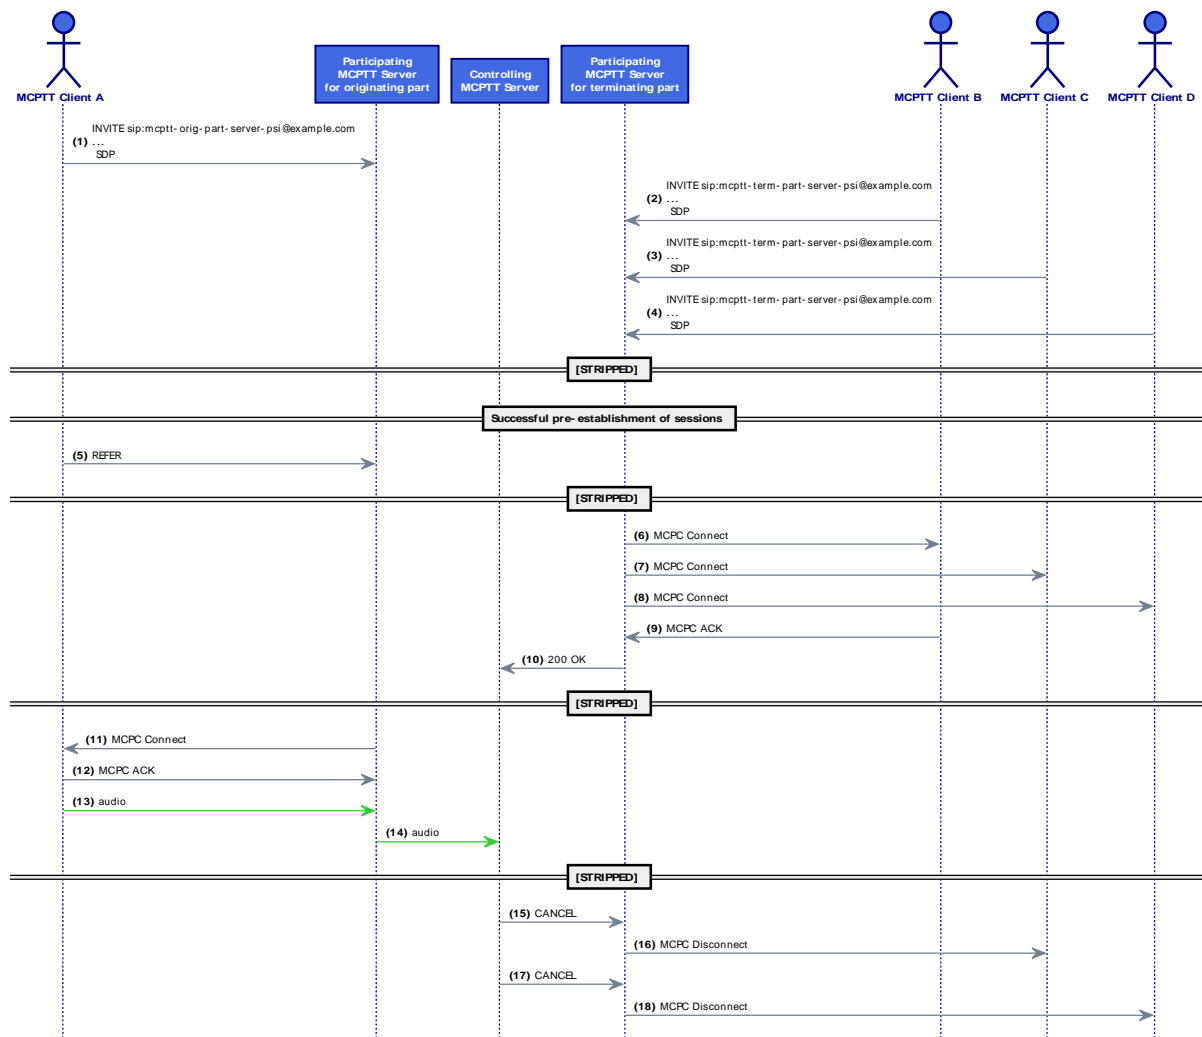 MCPTT Client A
Participating
MCPTT Server
for originating part
Controlling
MCPTT Server
Participating
MCPTT Server
for terminating part
MCPTT Client B
MCPTT Client C
MCPTT Client D
INVITE sip:mcptt-orig-part-server-psi@example.com
(1) ...
SDP
INVITE sip:mcptt-term-part-server-psi@example.com
(2) ...
SDP
INVITE sip:mcptt-term-part-server-psi@example.com
(3) ...
SDP
INVITE sip:mcptt-term-part-server-psi@example.com
(4) ...
SDP
[STRIPPED]
Successful pre-establishment of sessions
(5) REFER
[STRIPPED]
(6) MCPC Connect
(7) MCPC Connect
(8) MCPC Connect
(9) MCPC ACK
(10) 200 OK
[STRIPPED]
(11) MCPC Connect
(12) MCPC ACK
(13) audio
(14) audio
[STRIPPED]
(15) CANCEL
(16) MCPC Disconnect
(17) CANCEL
(18) MCPC Disconnect